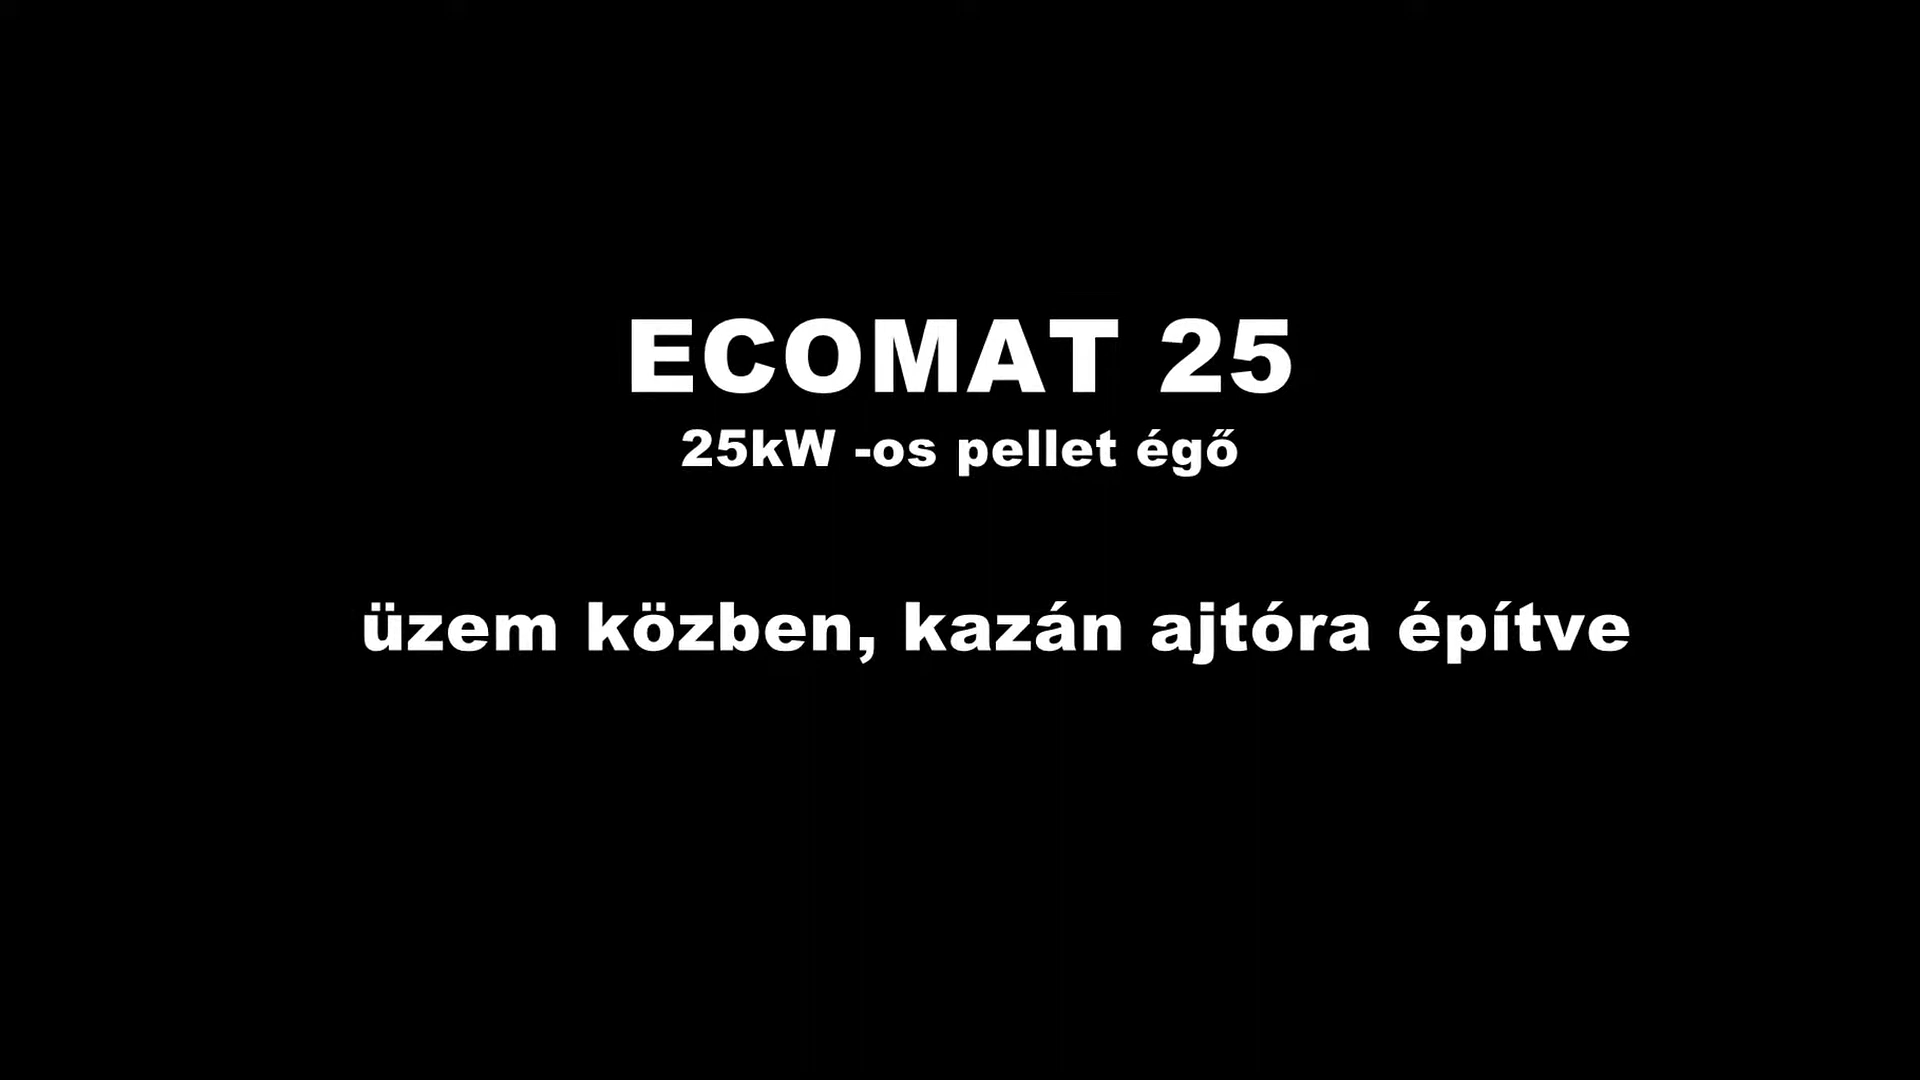 ECOMAT 25
25kW -os pellet égő
üzem közben, kazán ajtóra építve